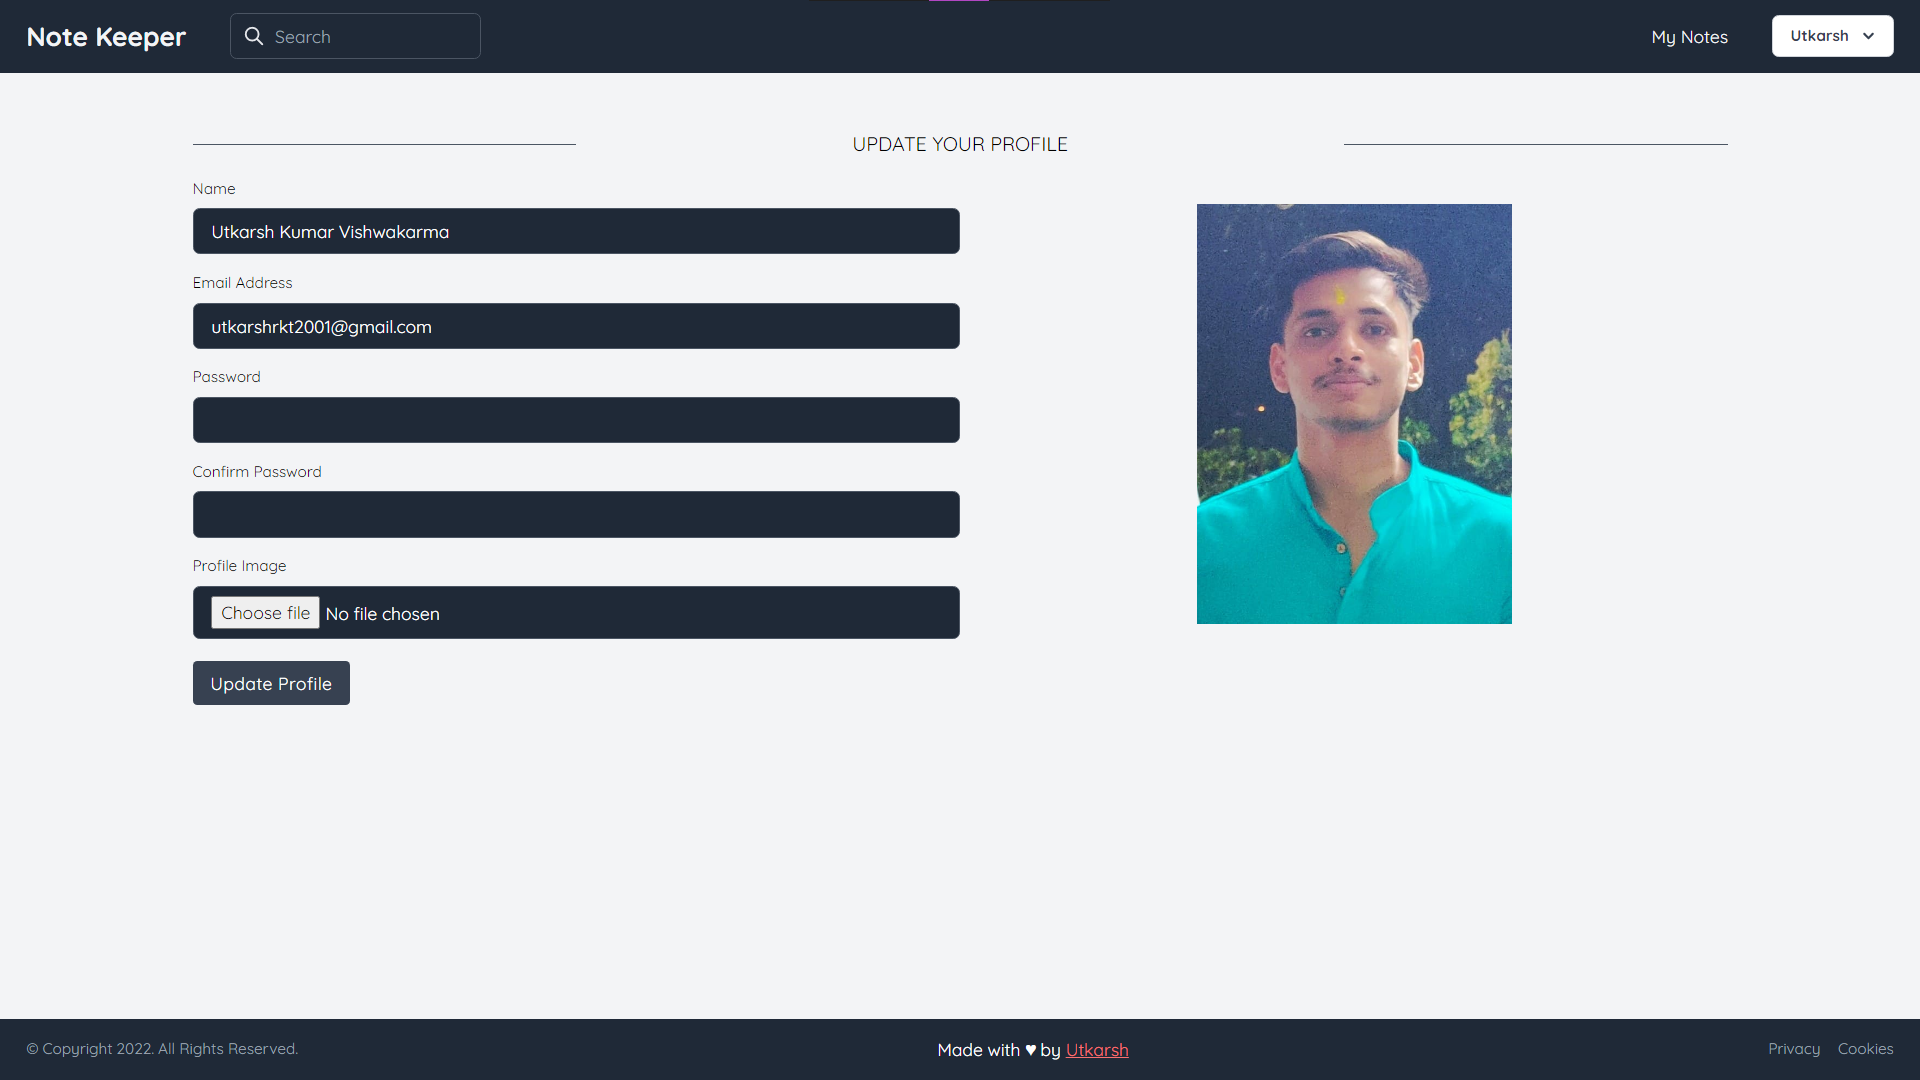 Note Keeper
Search
My Notes
Utkarsh
UPDATE YOUR PROFILE
Name
Utkarsh Kumar Vishwakarma
Email Address
utkarshrkt2001@gmail.com
Password
Confirm Password
Profile Image
Choose file No file chosen
Update Profile
© Copyright 2022. All Rights Reserved.
Made with ♥ by Utkarsh
Privacy
Cookies